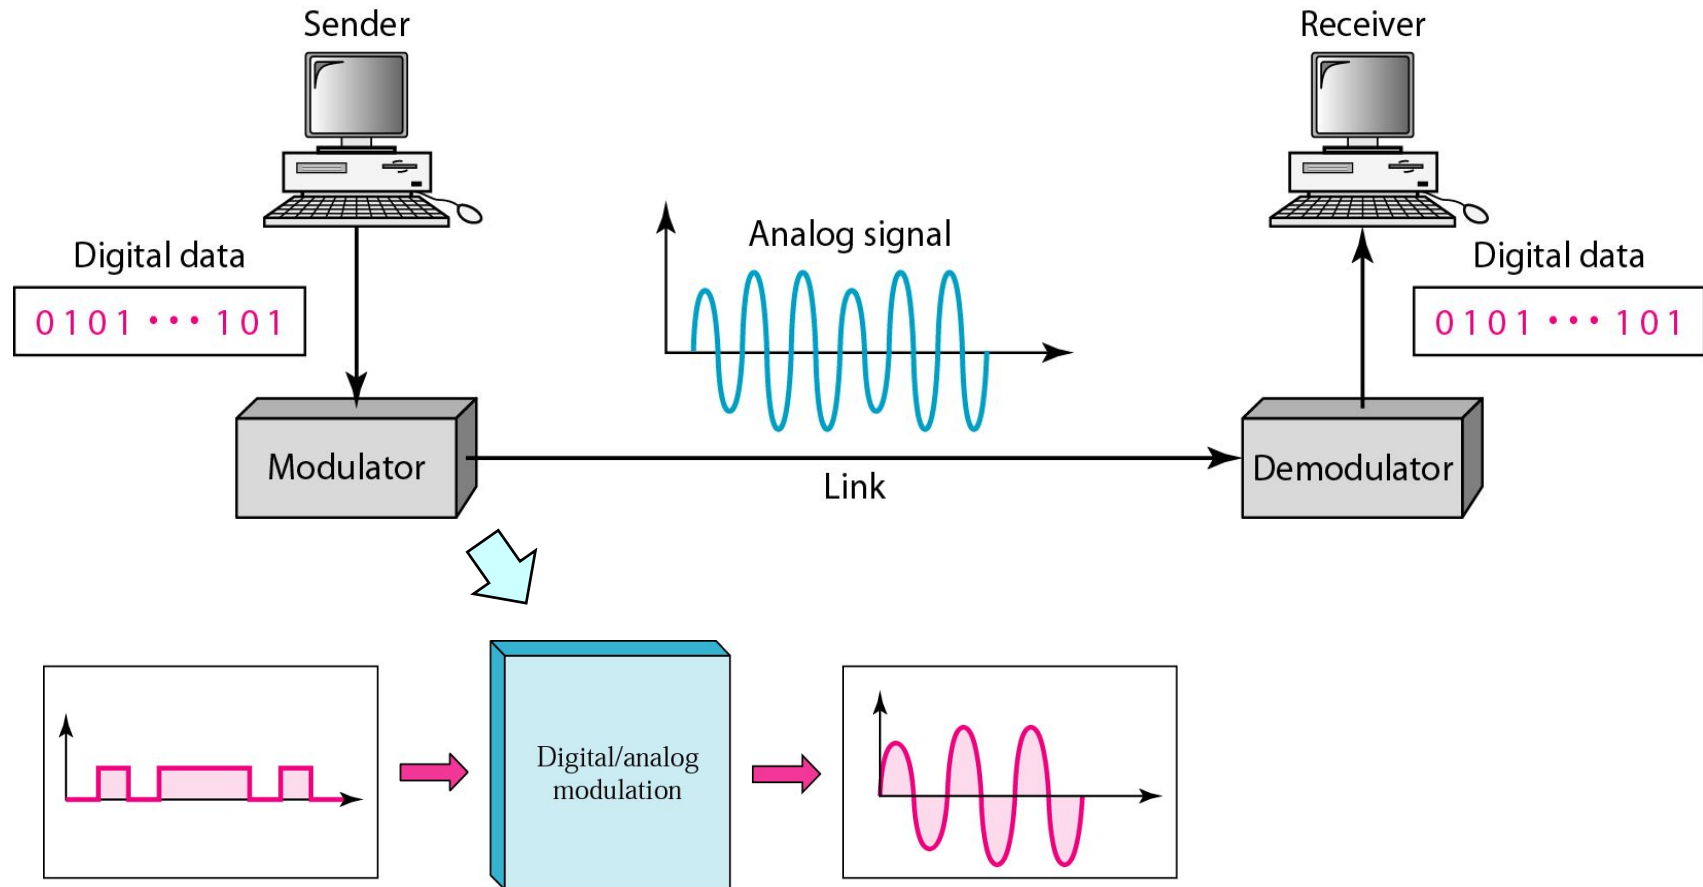 Sender
Receiver
Digital data
0101 ··· 101
Analog signal
Digital data
0101 ··· 101
Modulator
Link
Demodulator
Digital/analog
modulation